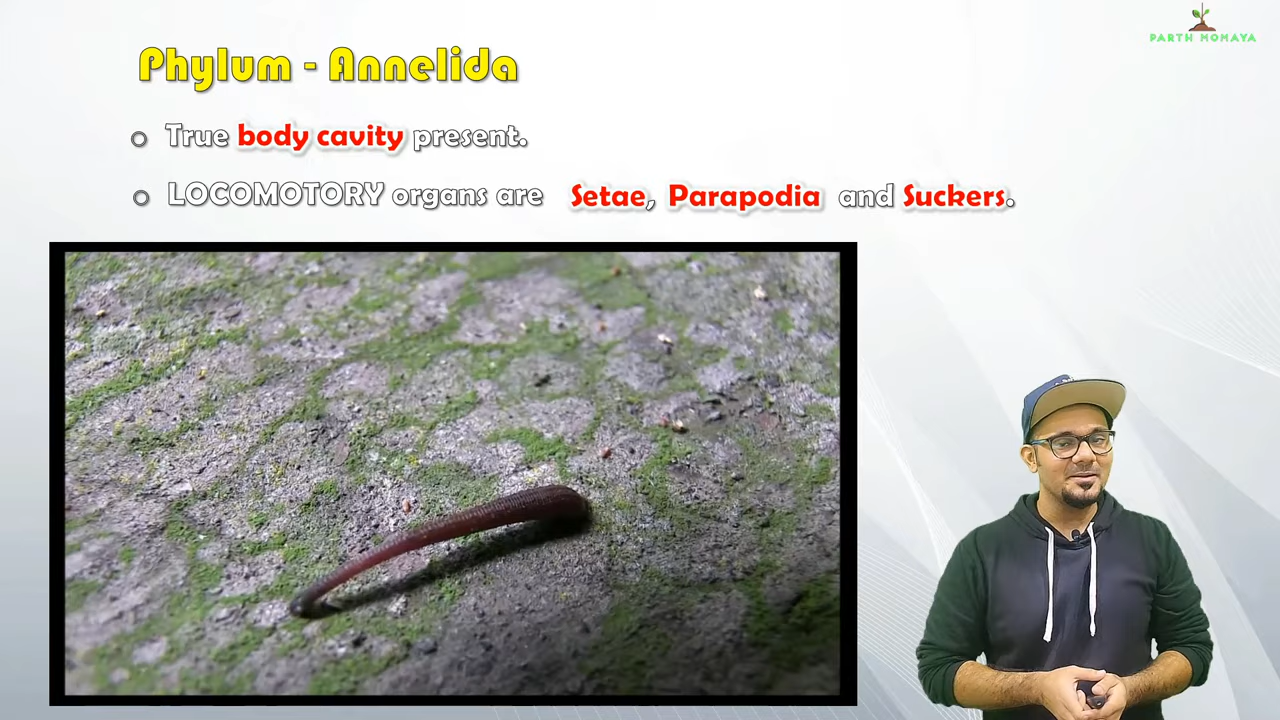 PARTH MOMAYA
Phylum - Annelida
True body cavity present.
LOCOMOTORY organs are Setae, Parapodia and Suckers.